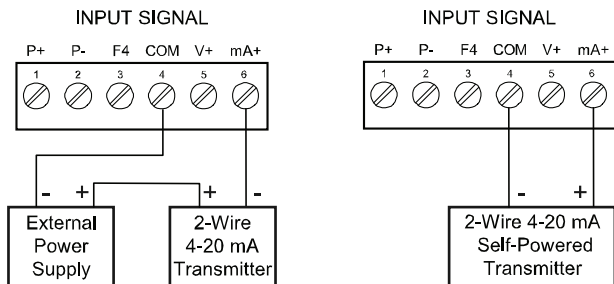 INPUT SIGNAL
P+ P- F4 COM V+ mA+
1 2 3 4 5 6
- + + -
External
Power
Supply
2-Wire
4-20 mA
Transmitter
INPUT SIGNAL
P+ P- F4 COM V+ mA+
1 2 3 4 5 6
- +
2-Wire 4-20 mA
Self-Powered
Transmitter